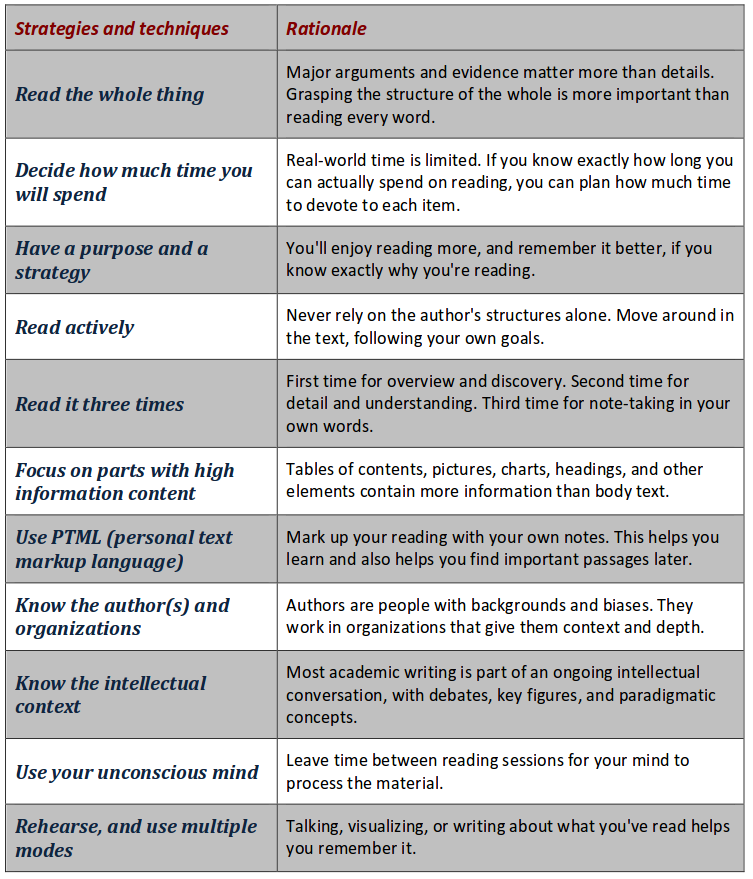 Strategies and techniques
Rationale
Read the whole thing
Major arguments and evidence matter more than details.
Grasping the structure of the whole is more important than
reading every word.
Decide how much time you
will spend
Real-world time is limited. If you know exactly how long you
can actually spend on reading, you can plan how much time
to devote to each item.
Have a purpose and a
strategy
You'll enjoy reading more, and remember it better, if you
know exactly why you're reading.
Read actively
Never rely on the author's structures alone. Move around in
the text, following your own goals.
Read it three times
First time for overview and discovery. Second time for
detail and understanding. Third time for note-taking in your
own words.
Focus on parts with high
information content
Tables of contents, pictures, charts, headings, and other
elements contain more information than body text.
Use PTML (personal text
markup language)
Mark up your reading with your own notes. This helps you
learn and also helps you find important passages later.
Know the author(s) and
organizations
Authors are people with backgrounds and biases. They
work in organizations that give them context and depth.
Know the intellectual
context
Most academic writing is part of an ongoing intellectual
conversation, with debates, key figures, and paradigmatic
concepts.
Use your unconscious mind
Leave time between reading sessions for your mind to
process the material.
Rehearse, and use multiple
modes
Talking, visualizing, or writing about what you've read helps
you remember it.